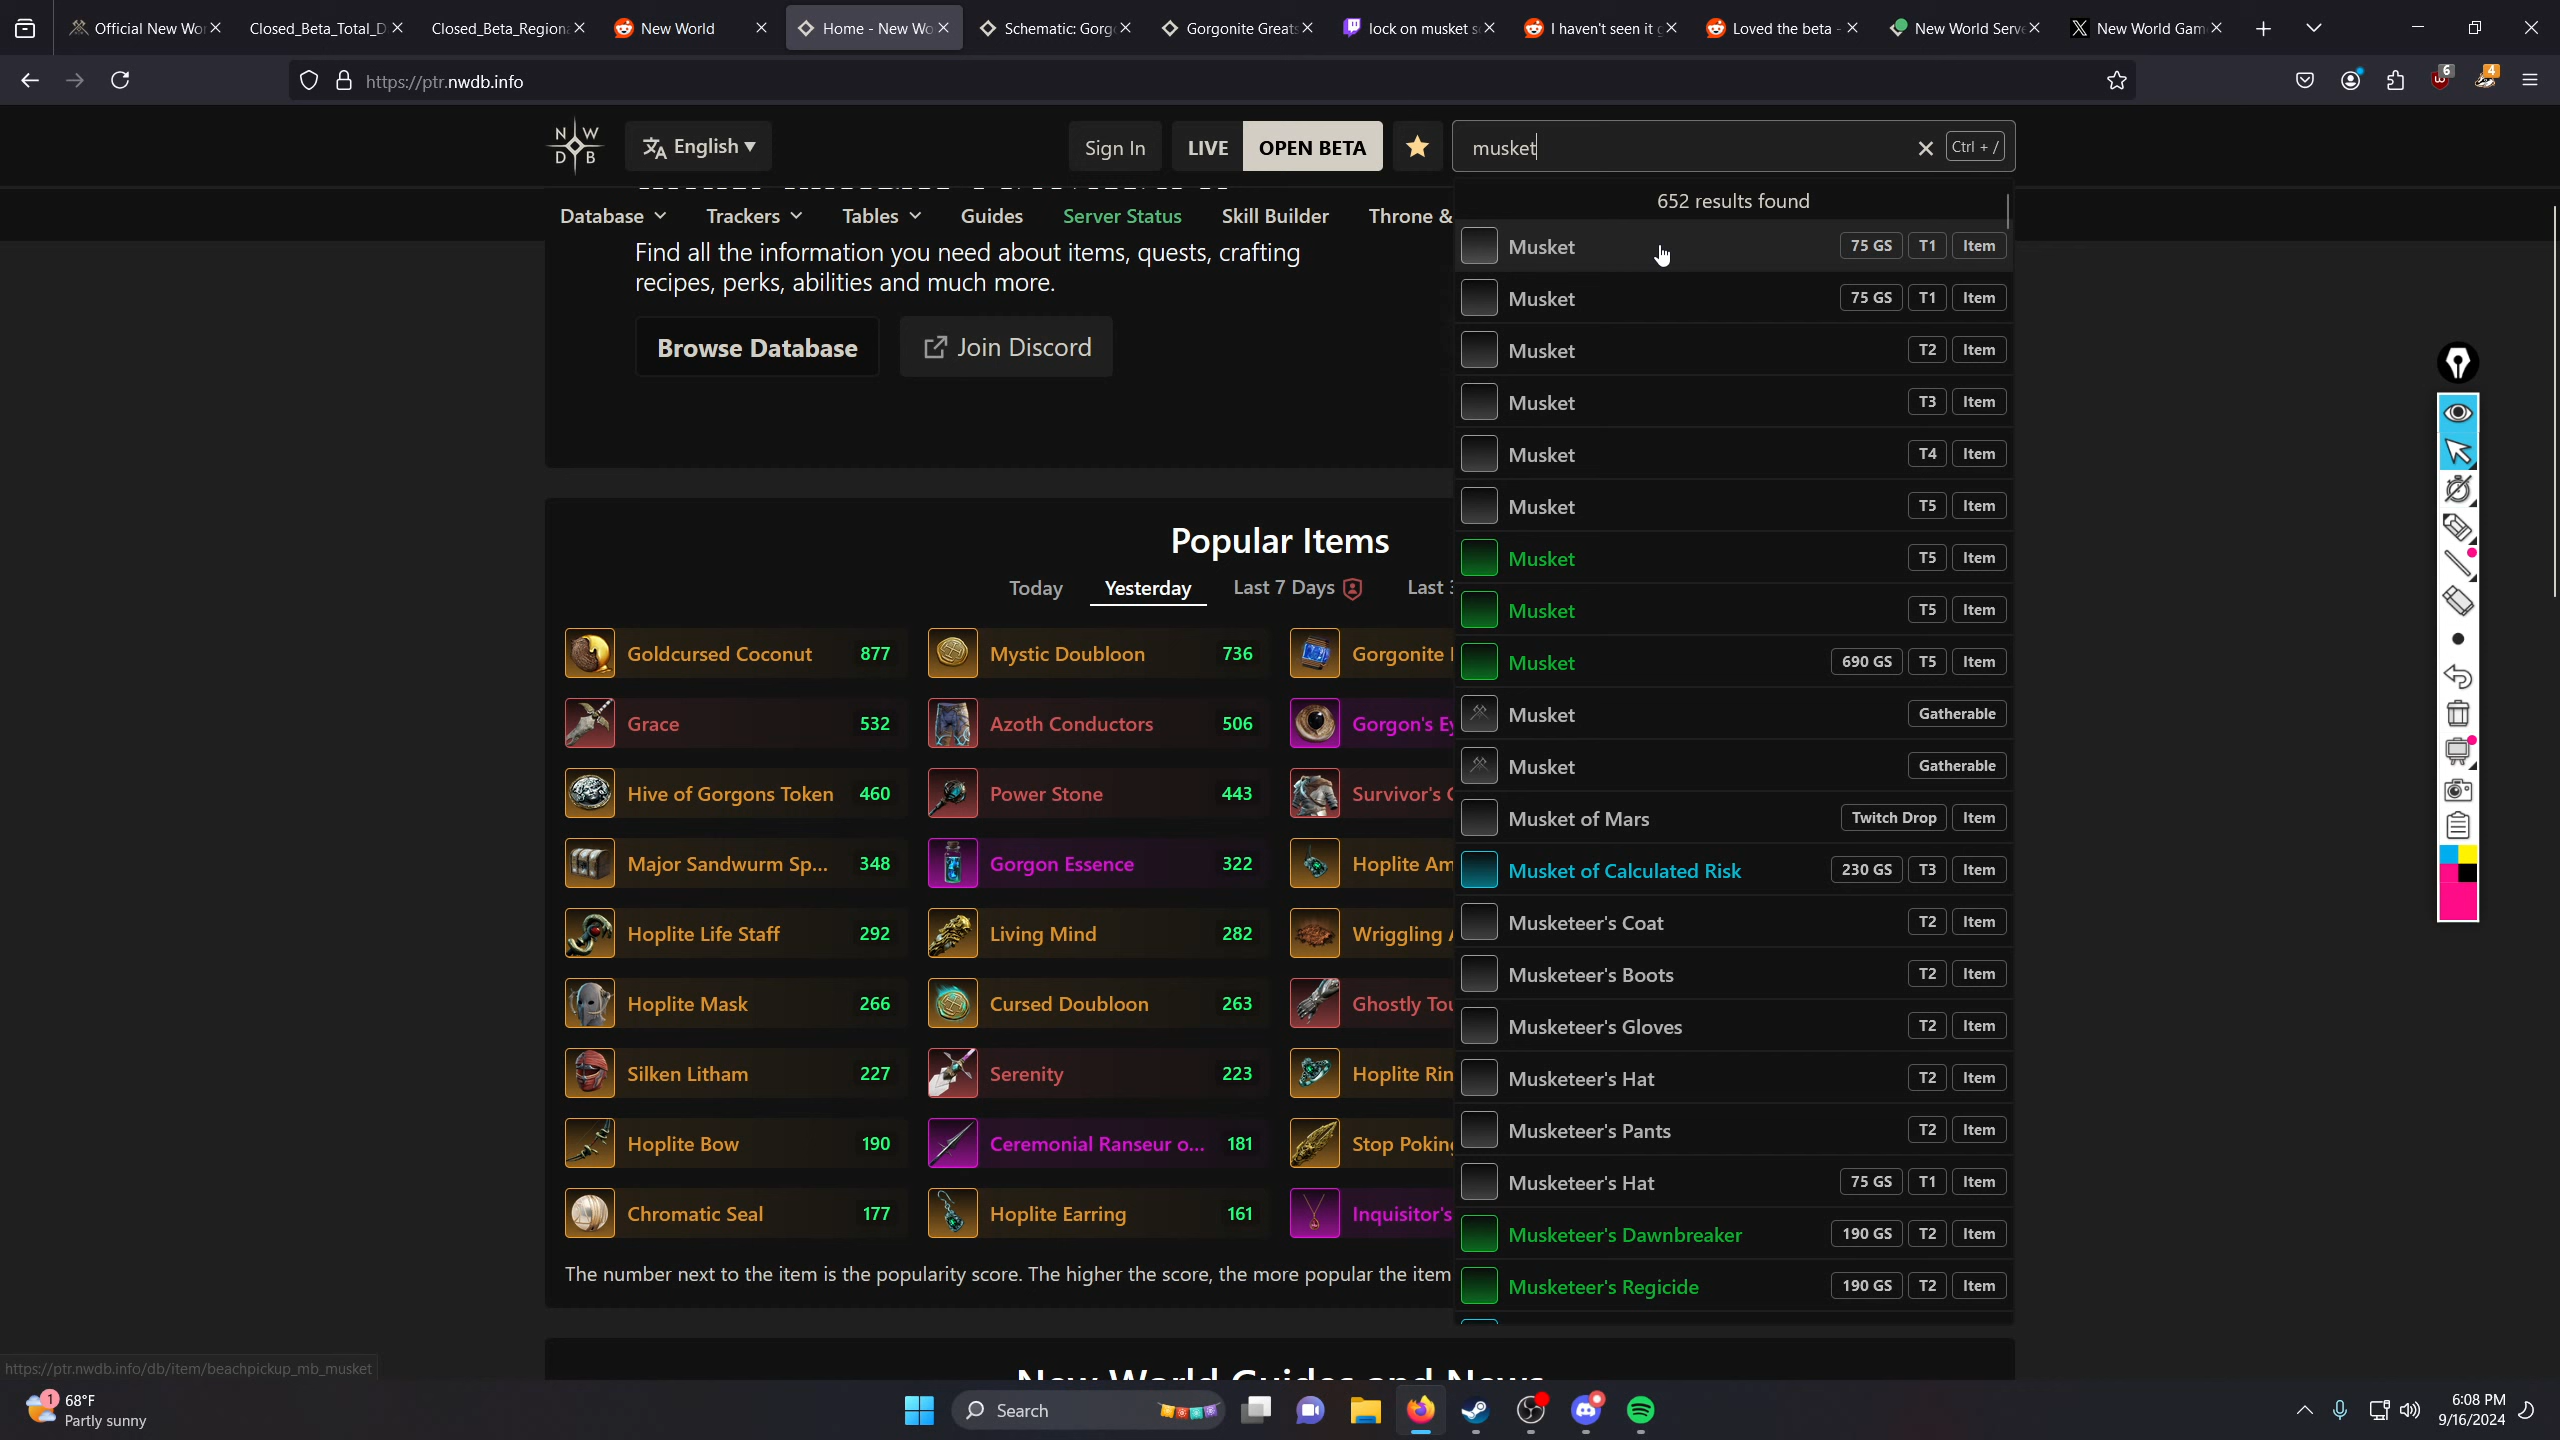 Official New Wor
Closed_Beta_Total_D
Closed_Beta_Regiona
New World
Home - New Wo
Schematic: Gorg
Gorgonite Great
lock on musket s
I haven't seen it g
Loved the beta -
New World Serve
New World Gam
https://ptr.nwdb.info
6
4
N W
D B
English
Sign In
LIVE
OPEN BETA
musket
Ctrl + /
Database
Trackers
Tables
Guides
Server Status
Skill Builder
Throne &
Find all the information you need about items, quests, crafting
recipes, perks, abilities and much more.
Browse Database
Join Discord
Popular Items
Today
Yesterday
Last 7 Days
Last 3
Goldcursed Coconut 877
Mystic Doubloon 736
Gorgonite
Grace 532
Azoth Conductors 506
Gorgon's Ey
Hive of Gorgons Token 460
Power Stone 443
Survivor's
Major Sandwurm Sp... 348
Gorgon Essence 322
Hoplite Am
Hoplite Life Staff 292
Living Mind 282
Wriggling
Hoplite Mask 266
Cursed Doubloon 263
Ghostly Tou
Silken Litham 227
Serenity 223
Hoplite Rin
Hoplite Bow 190
Ceremonial Ranseur o... 181
Stop Poking
Chromatic Seal 177
Hoplite Earring 161
Inquisitor's
The number next to the item is the popularity score. The higher the score, the more popular the item
New World Guides and News
652 results found
Musket 75 GS T1 Item
Musket 75 GS T1 Item
Musket T2 Item
Musket T3 Item
Musket T4 Item
Musket T5 Item
Musket T5 Item
Musket T5 Item
Musket 690 GS T5 Item
Musket Gatherable
Musket Gatherable
Musket of Mars Twitch Drop Item
Musket of Calculated Risk 230 GS T3 Item
Musketeer's Coat T2 Item
Musketeer's Boots T2 Item
Musketeer's Gloves T2 Item
Musketeer's Hat T2 Item
Musketeer's Pants T2 Item
Musketeer's Hat 75 GS T1 Item
Musketeer's Dawnbreaker 190 GS T2 Item
Musketeer's Regicide 190 GS T2 Item
https://ptr.nwdb.info/db/item/beachpickup_mb_musket
1
68°F
Partly sunny
Search
6:08 PM
9/16/2024